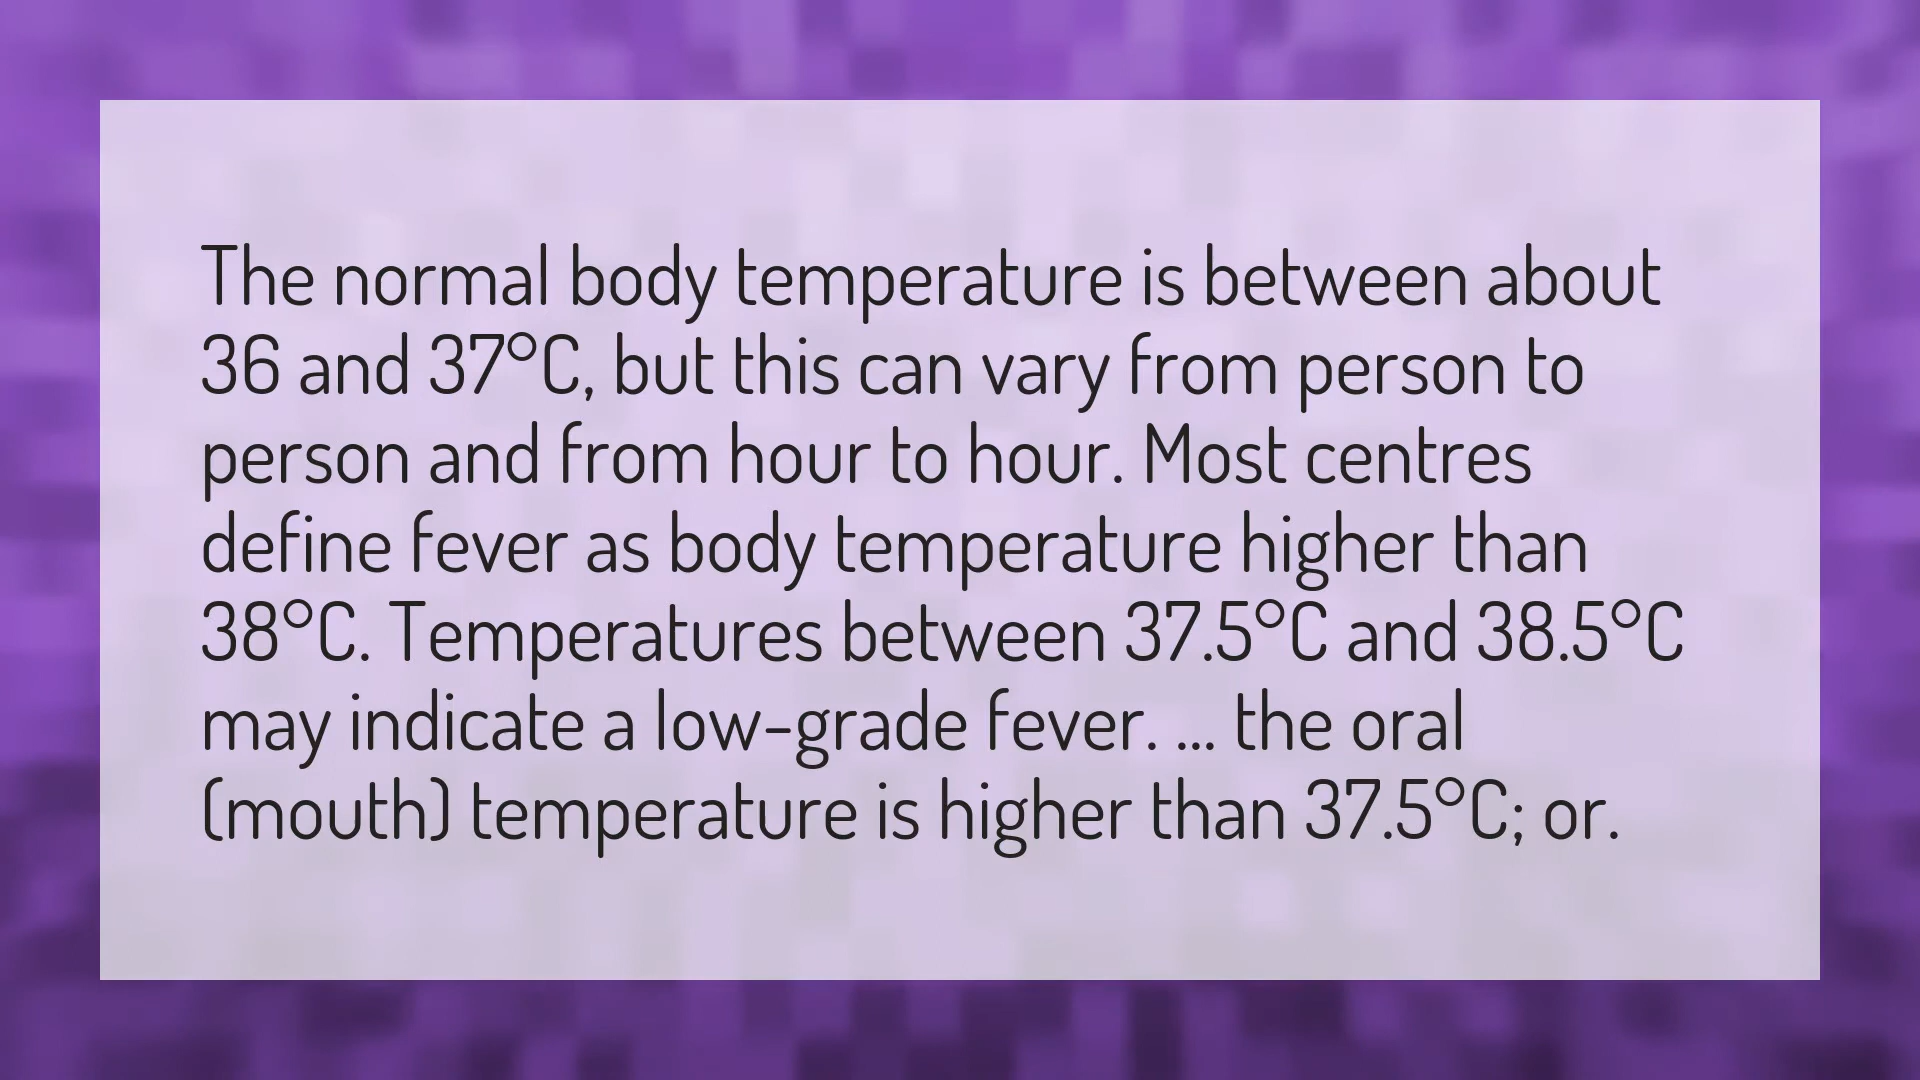 The normal body temperature is between about
36 and 37°C, but this can vary from person to
person and from hour to hour. Most centres
define fever as body temperature higher than
38°C. Temperatures between 37.5°C and 38.5°C
may indicate a low-grade fever. ... the oral
(mouth) temperature is higher than 37.5°C; or.